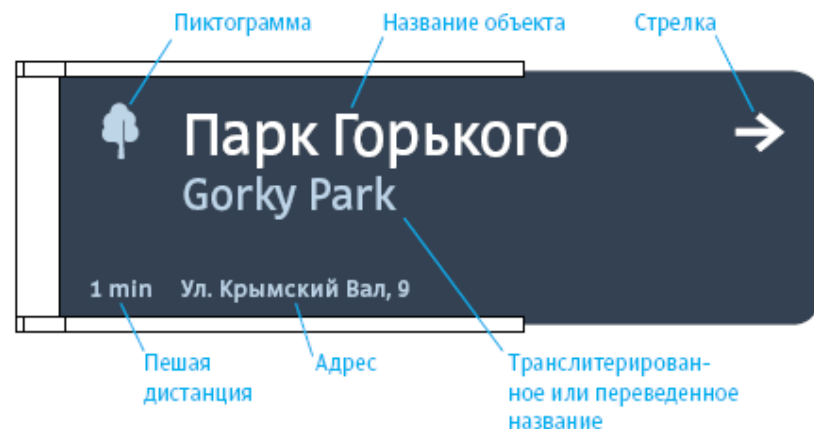 Пиктограмма Название объекта Стрелка
Парк Горького
Gorky Park
1 min Ул. Крымский Вал, 9
Пешая
дистанция
Адрес
Транслитерирован-
ное или переведенное
название